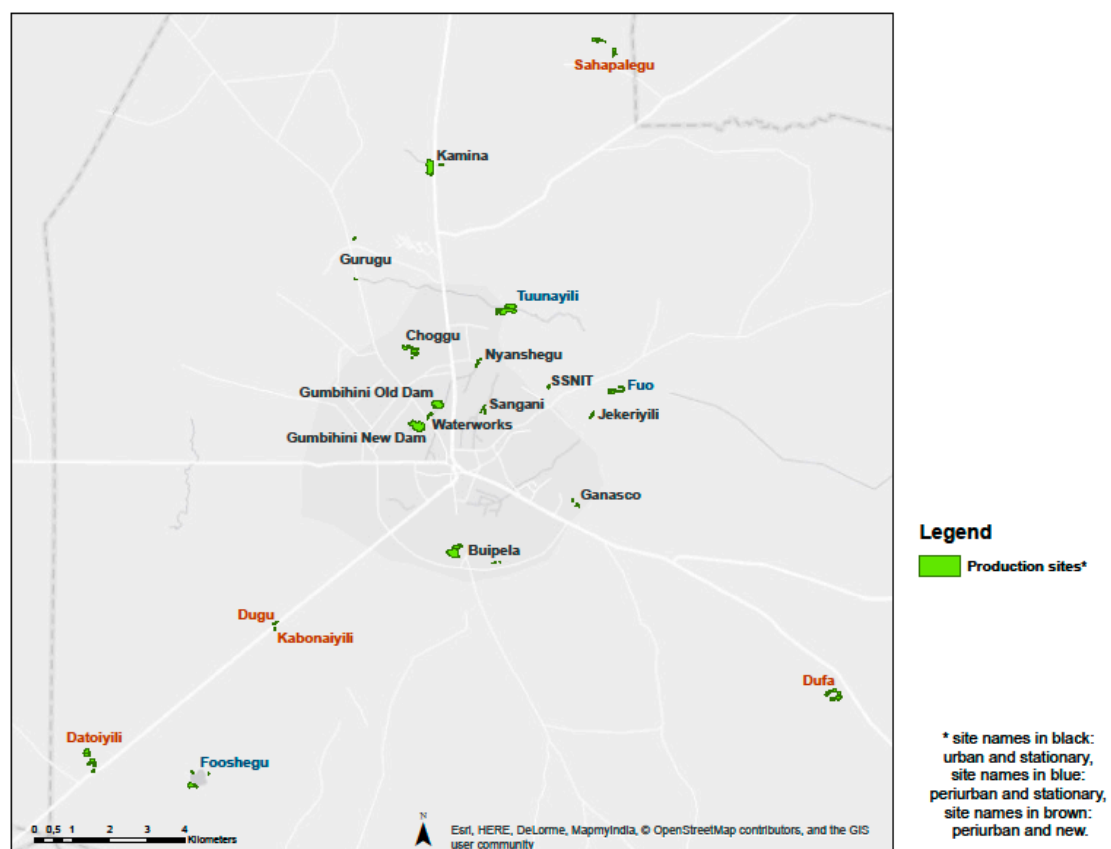 Sahapalegu
Kamina
Gurugu
Tuunayili
Choggu
Nyanshegu
SSNIT
Fuo
Gumbihini Old Dam
Sangani
Jekeriyili
Waterworks
Gumbihini New Dam
Ganasco
Buipela
Legend
Production sites*
Dugu
Kabonaiyili
Dufa
Datoiyili
Fooshegu
* site names in black:
urban and stationary,
site names in blue:
periurban and stationary,
site names in brown:
periurban and new.
N
0 0,5 1 2 3 4
Kilometers
Esri, HERE, DeLorme, MapmyIndia, © OpenStreetMap contributors, and the GIS
user community